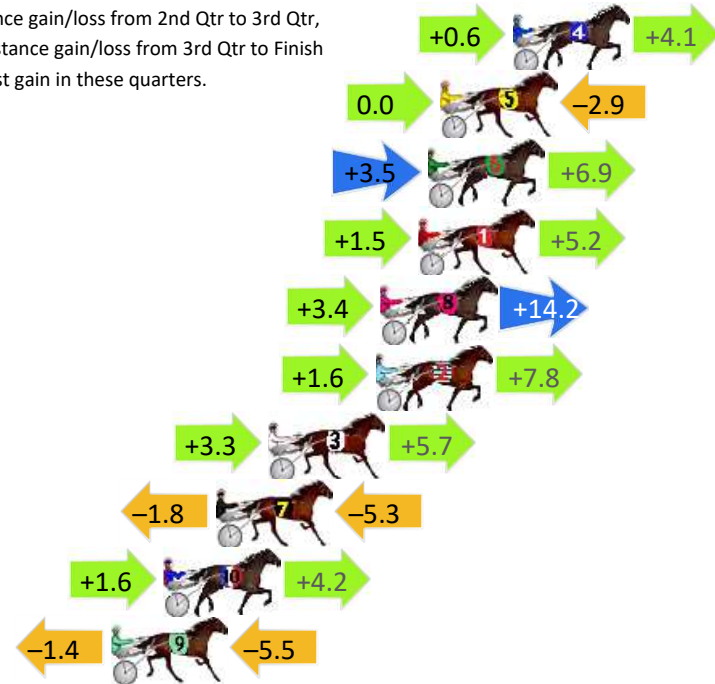 nce gain/loss from 2nd Qtr to 3rd Qtr,
stance gain/loss from 3rd Qtr to Finish
st gain in these quarters.
+0.6 4 +4.1
0.0 5 –2.9
+3.5 6 +6.9
+1.5 1 +5.2
+3.4 8 +14.2
+1.6 2 +7.8
+3.3 3 +5.7
–1.8 7 –5.3
+1.6 10 +4.2
–1.4 9 –5.5